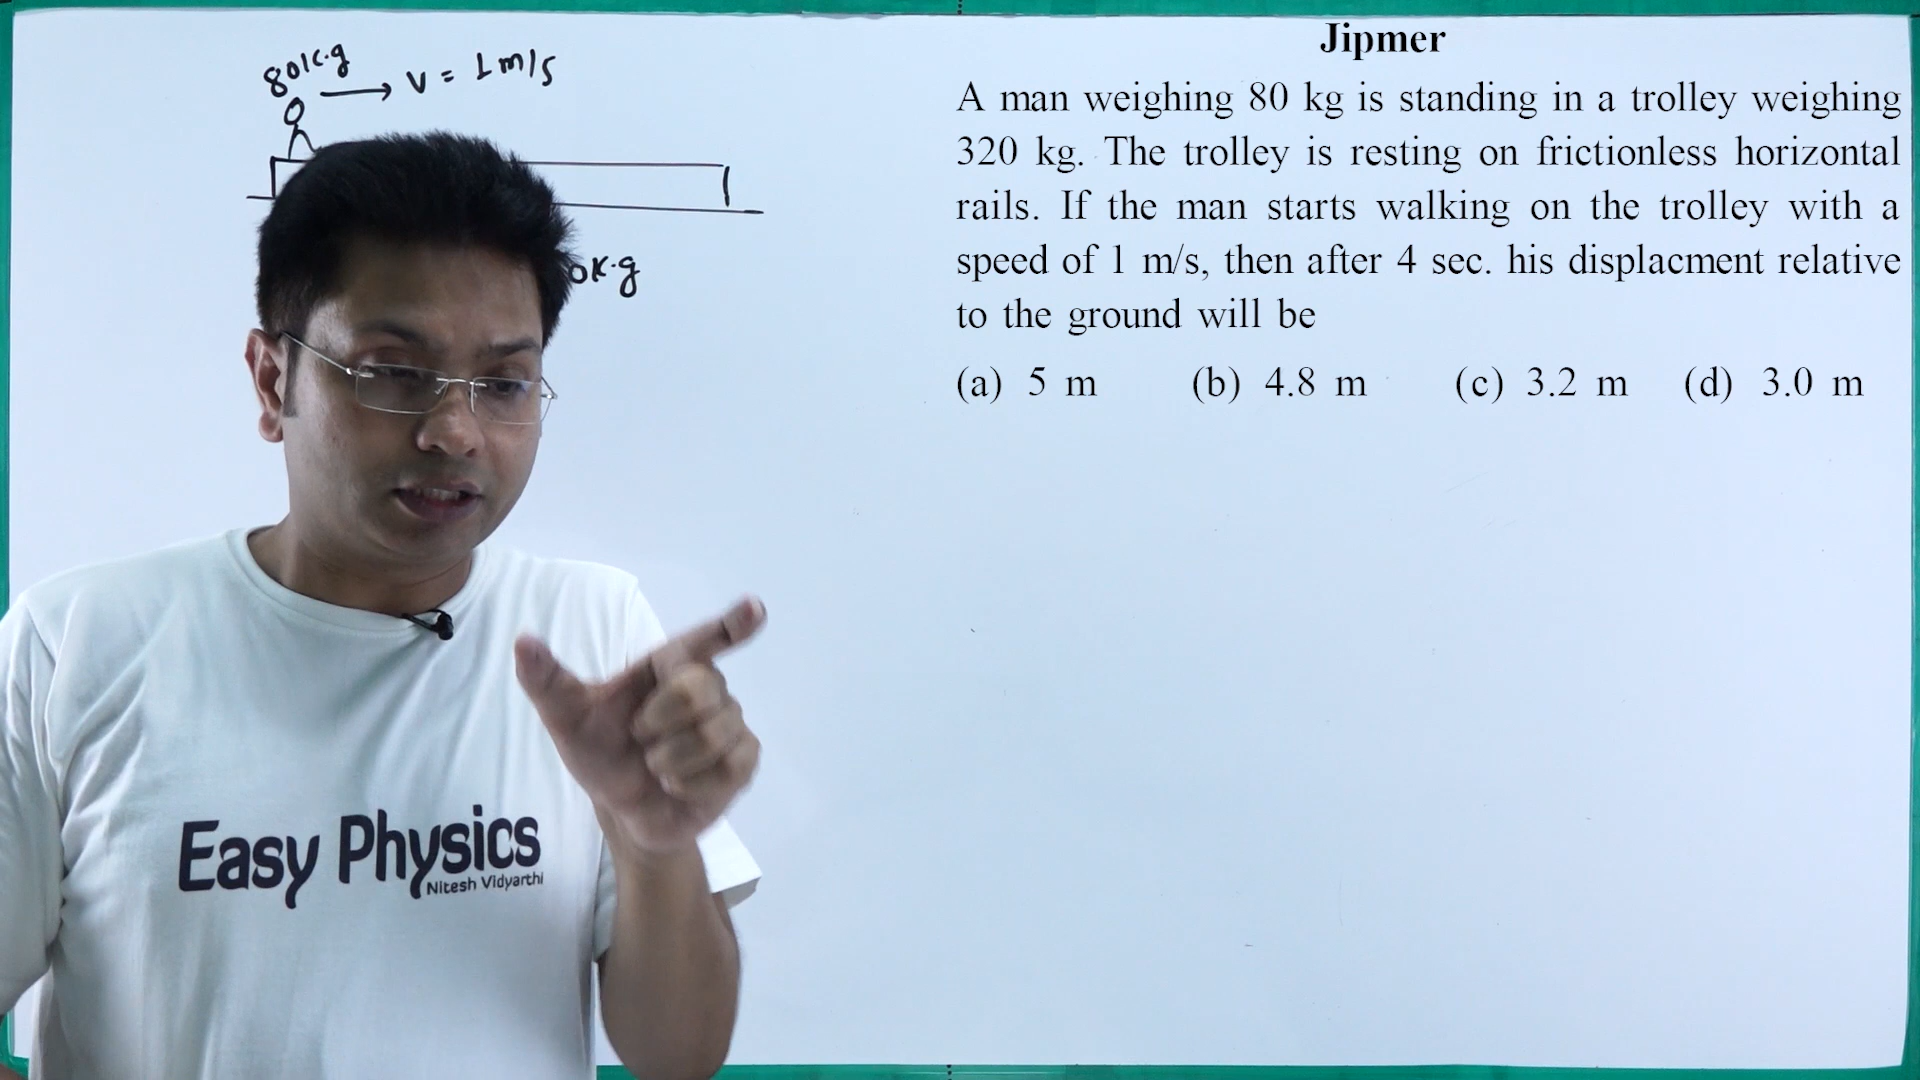 Jipmer
80 K.g → v = 1 m/s
A man weighing 80 kg is standing in a trolley weighing
320 kg. The trolley is resting on frictionless horizontal
rails. If the man starts walking on the trolley with a
speed of 1 m/s, then after 4 sec. his displacment relative
to the ground will be
(a) 5 m (b) 4.8 m (c) 3.2 m (d) 3.0 m
0K.g
Easy Physics
Nitesh Vidyarthi